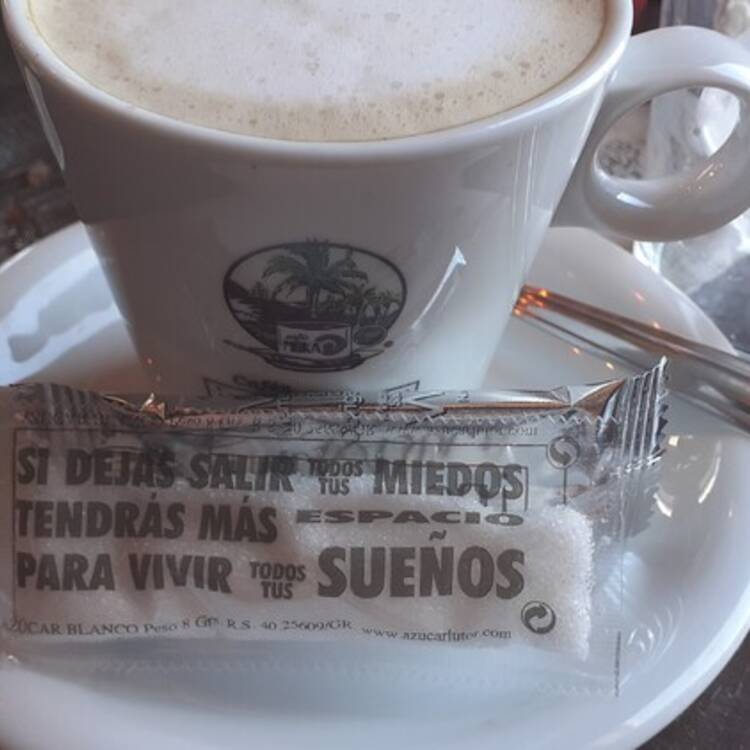 SI DEJAS SALIR TODOS TUS MIEDOS
TENDRÁS MÁS ESPACIO
PARA VIVIR TODOS TUS SUEÑOS
AZÚCAR BLANCO Peso 8 Gr. R.S. 40.25609/GR www.azucarlutor.com